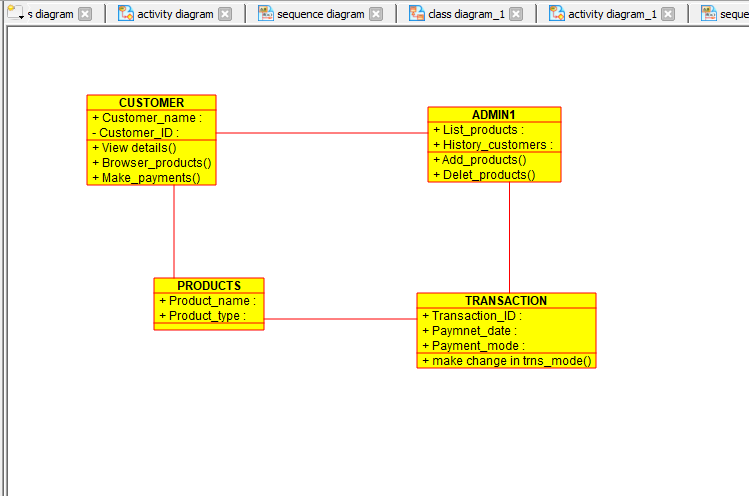 s diagram
activity diagram
sequence diagram
class diagram_1
activity diagram_1
seque
CUSTOMER
+ Customer_name :
- Customer_ID :
+ View details()
+ Browser_products()
+ Make_payments()
ADMIN1
+ List_products :
+ History_customers :
+ Add_products()
+ Delet_products()
PRODUCTS
+ Product_name :
+ Product_type :
TRANSACTION
+ Transaction_ID :
+ Paymnet_date :
+ Payment_mode :
+ make change in trns_mode()